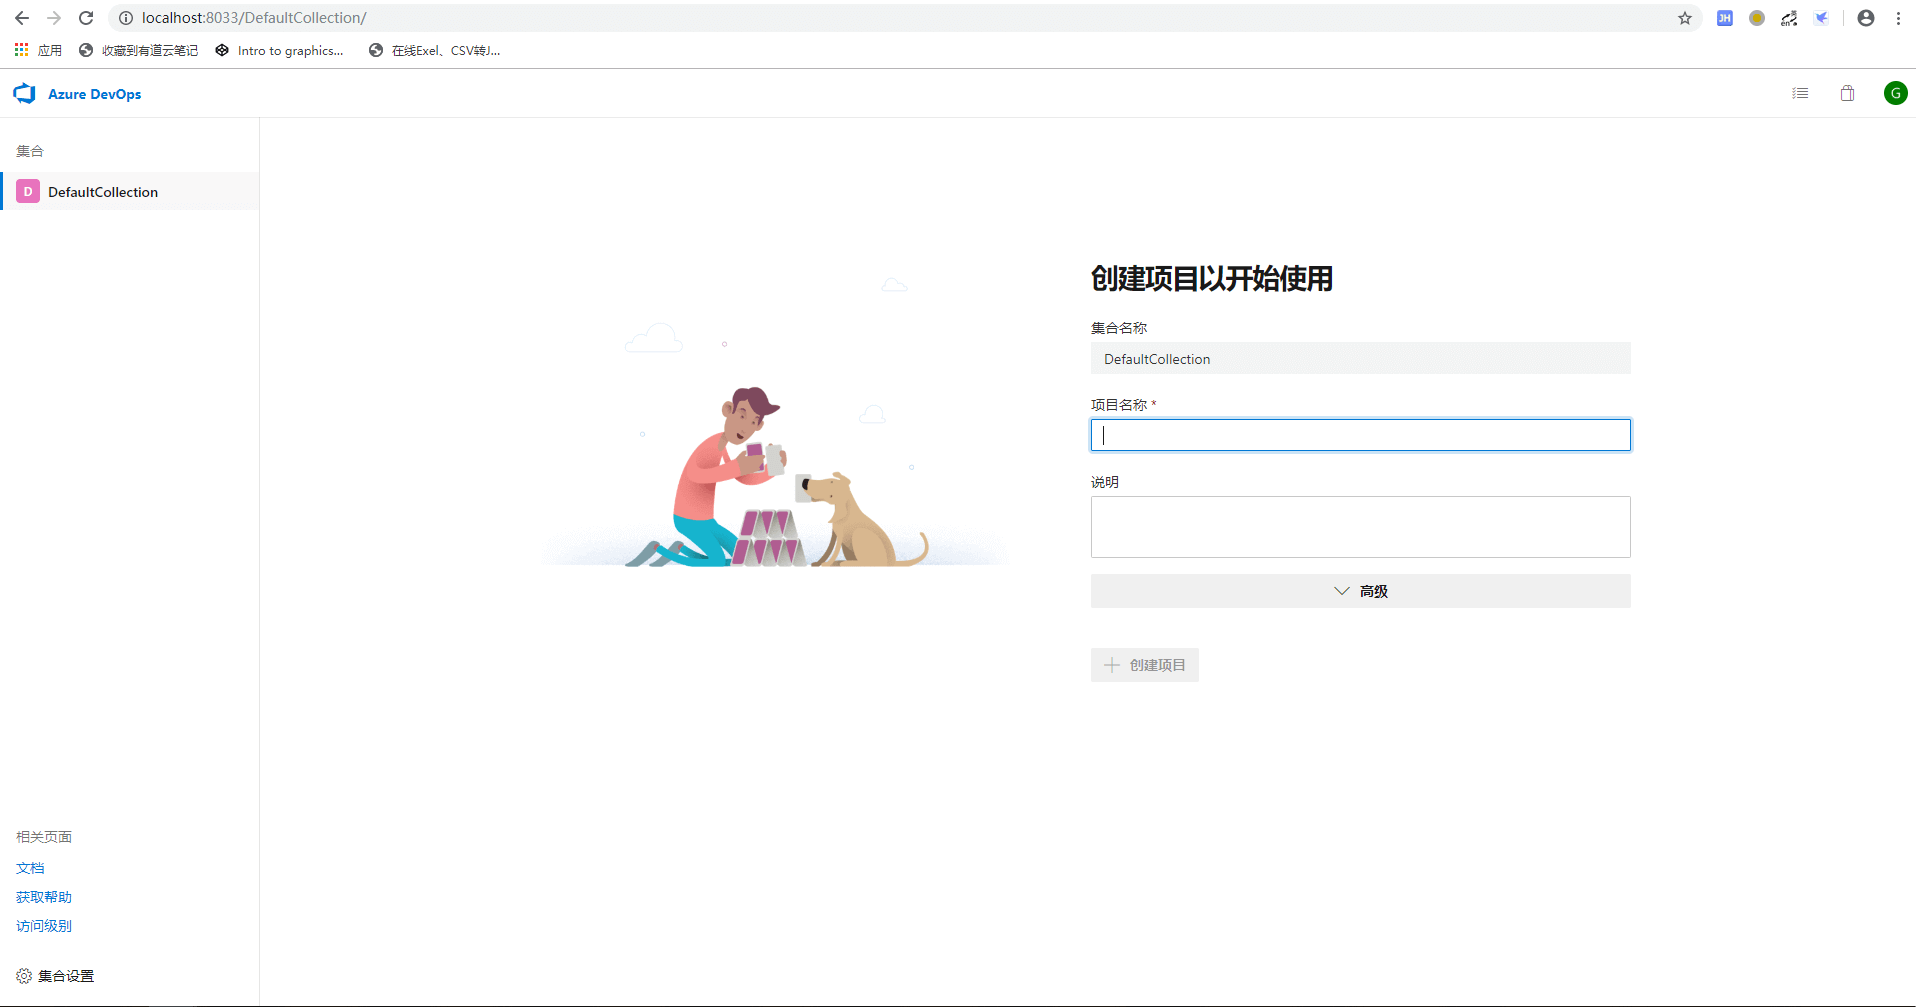 localhost:8033/DefaultCollection/
应用 收藏到有道云笔记 Intro to graphics... 在线Exel、CSV转J...
Azure DevOps
G
集合
D DefaultCollection
创建项目以开始使用
集合名称
DefaultCollection
项目名称 *
说明
高级
创建项目
相关页面
文档
获取帮助
访问级别
集合设置